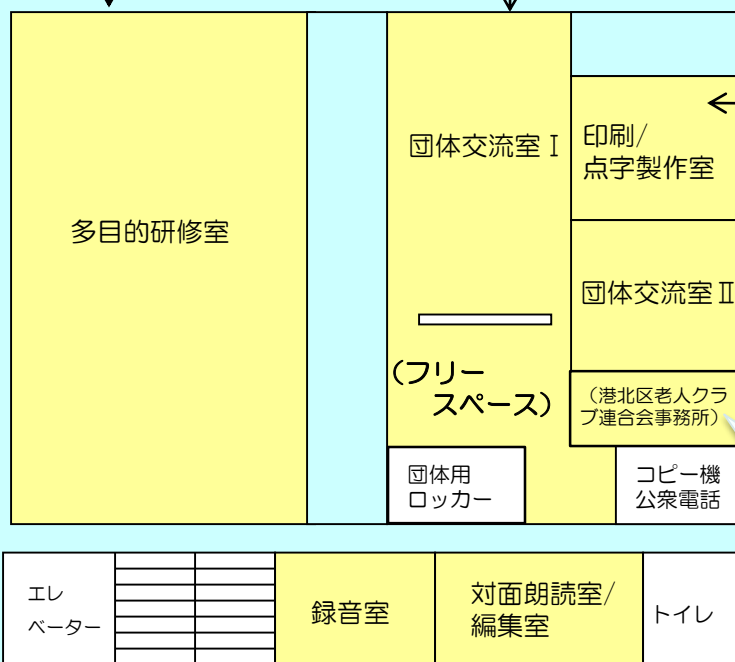 団体交流室Ⅰ
印刷/
点字製作室
多目的研修室
団体交流室Ⅱ
(フリー
スペース)
(港北区老人クラ
ブ連合会事務所)
団体用
ロッカー
コピー機
公衆電話
エレ
ベーター
録音室
対面朗読室/
編集室
トイレ